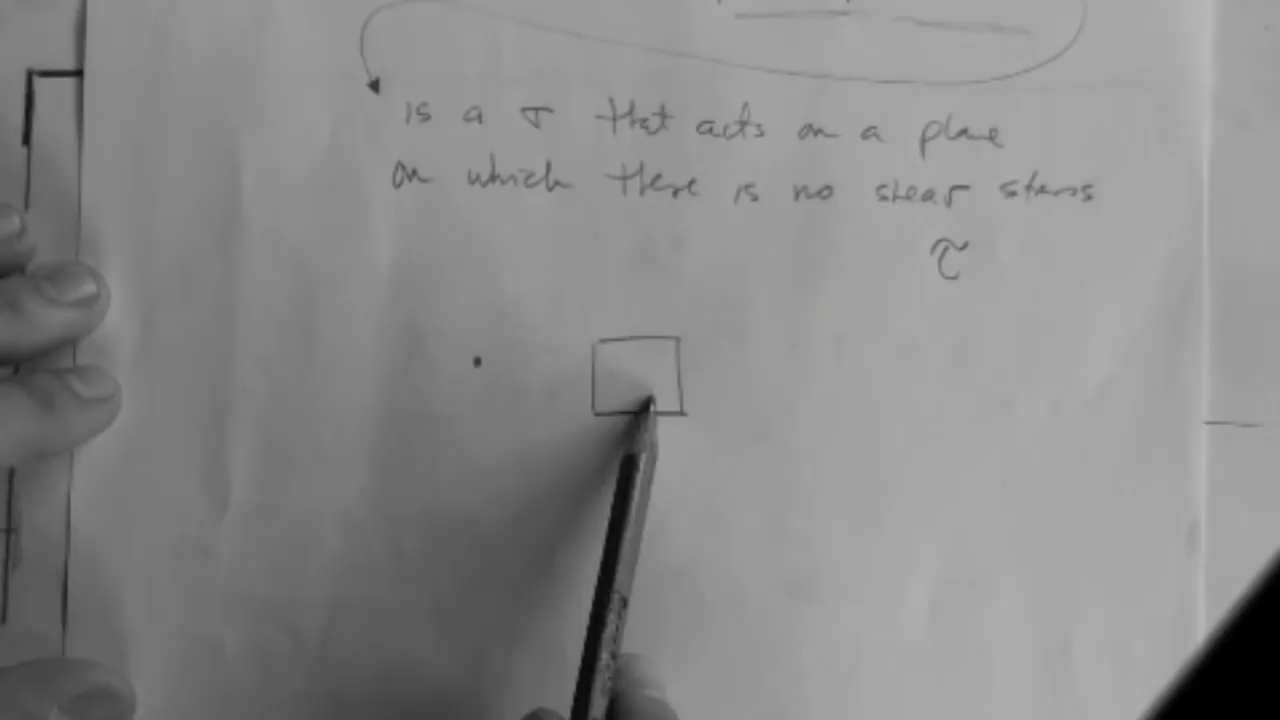 is a σ that acts on a plane
on which there is no shear stress
τ